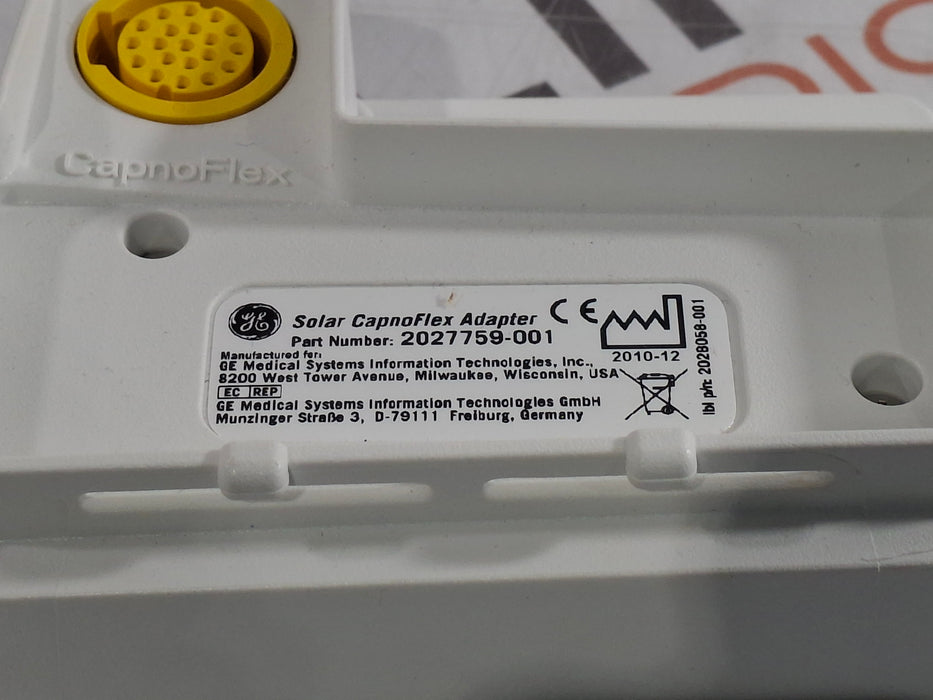 CapnoFlex
GE
Solar CapnoFlex Adapter CE
Part Number: 2027759-001
2010-12
Manufactured for:
GE Medical Systems Information Technologies, Inc.,
8200 West Tower Avenue, Milwaukee, Wisconsin, USA
EC REP
GE Medical Systems Information Technologies GmbH
Munzinger Straße 3, D-79111 Freiburg, Germany
lbl p/n: 2028058-001